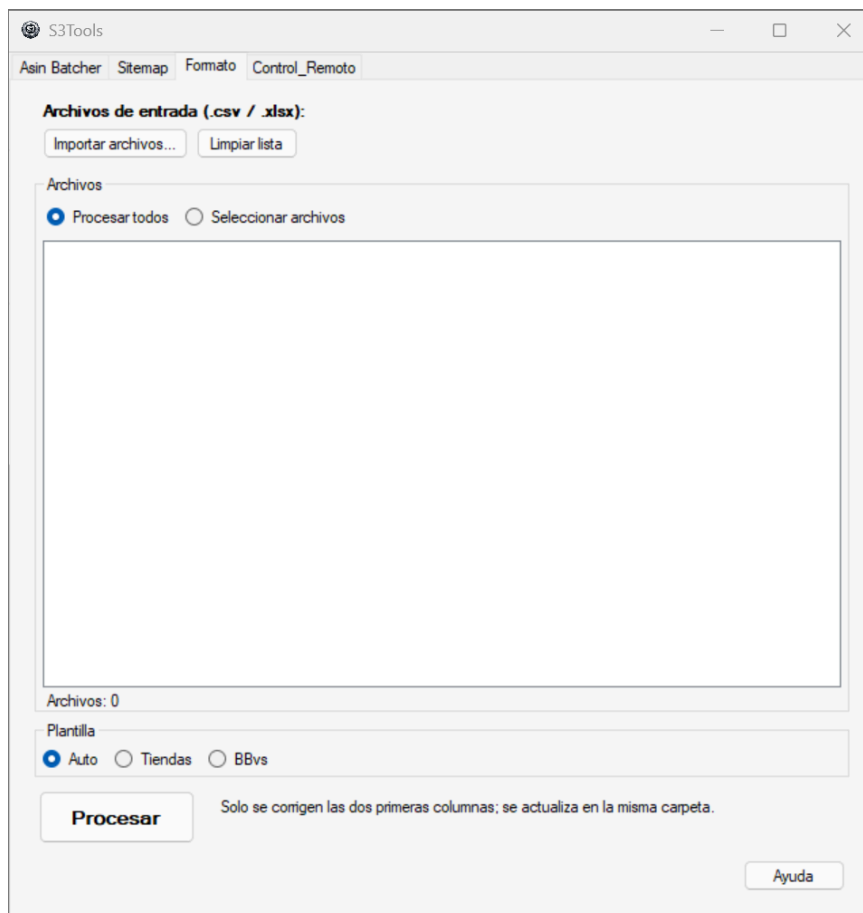 S3Tools
Asin Batcher Sitemap Formato Control_Remoto
Archivos de entrada (.csv / .xlsx):
Importar archivos... Limpiar lista
Archivos
Procesar todos Seleccionar archivos
Archivos: 0
Plantilla
Auto Tiendas BBvs
Procesar Solo se corrigen las dos primeras columnas; se actualiza en la misma carpeta.
Ayuda